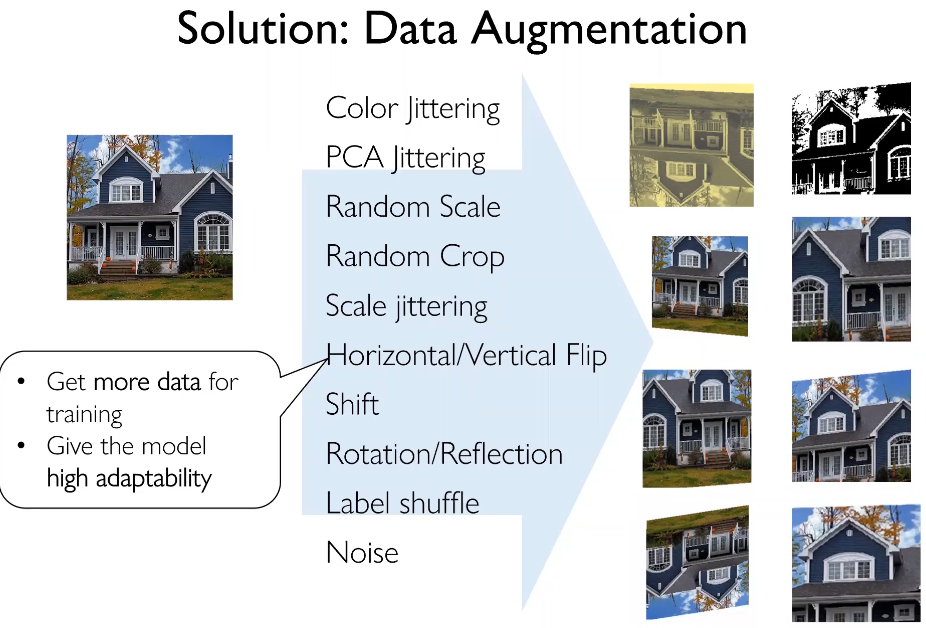 Solution: Data Augmentation
Color Jittering
PCA Jittering
Random Scale
Random Crop
Scale jittering
Horizontal/Vertical Flip
Shift
Rotation/Reflection
Label shuffle
Noise
• Get more data for
training
• Give the model
high adaptability